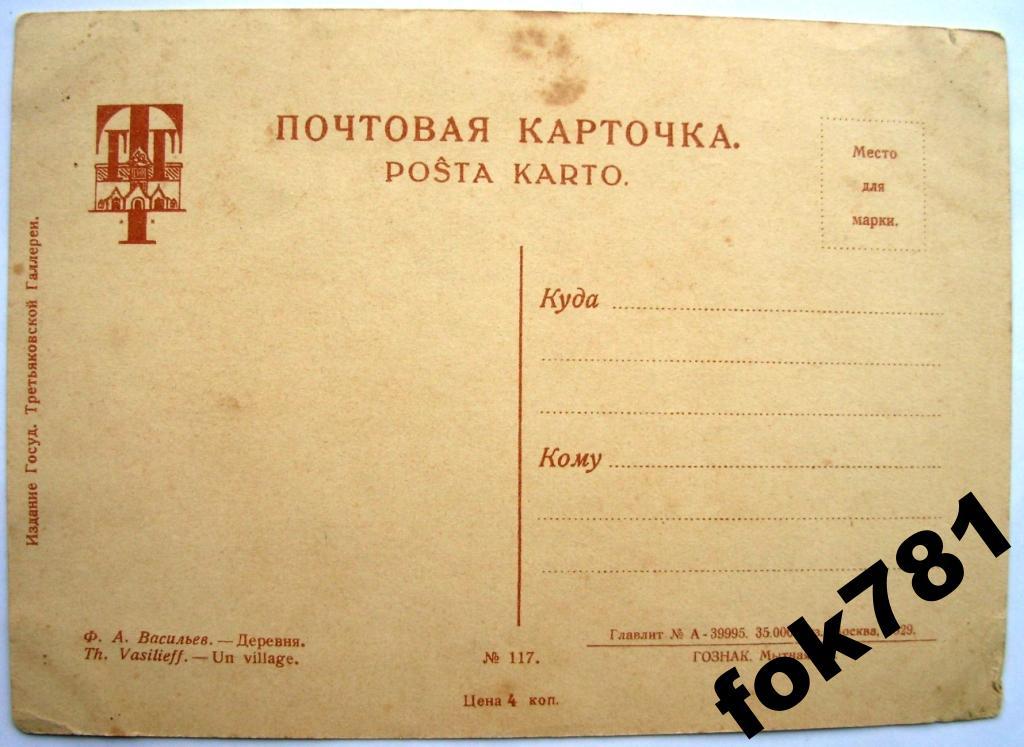 ПОЧТОВАЯ КАРТОЧКА.
POŜTA KARTO.
Место
для
марки.
Издание Госуд. Третьяковской Галлереи.
Куда
Кому
Ф. А. Васильев. — Деревня.
Th. Vasilieff. — Un village.
№ 117.
Цена 4 коп.
Главлит № А - 39995. 35.000
ГОЗНАК.
fok781